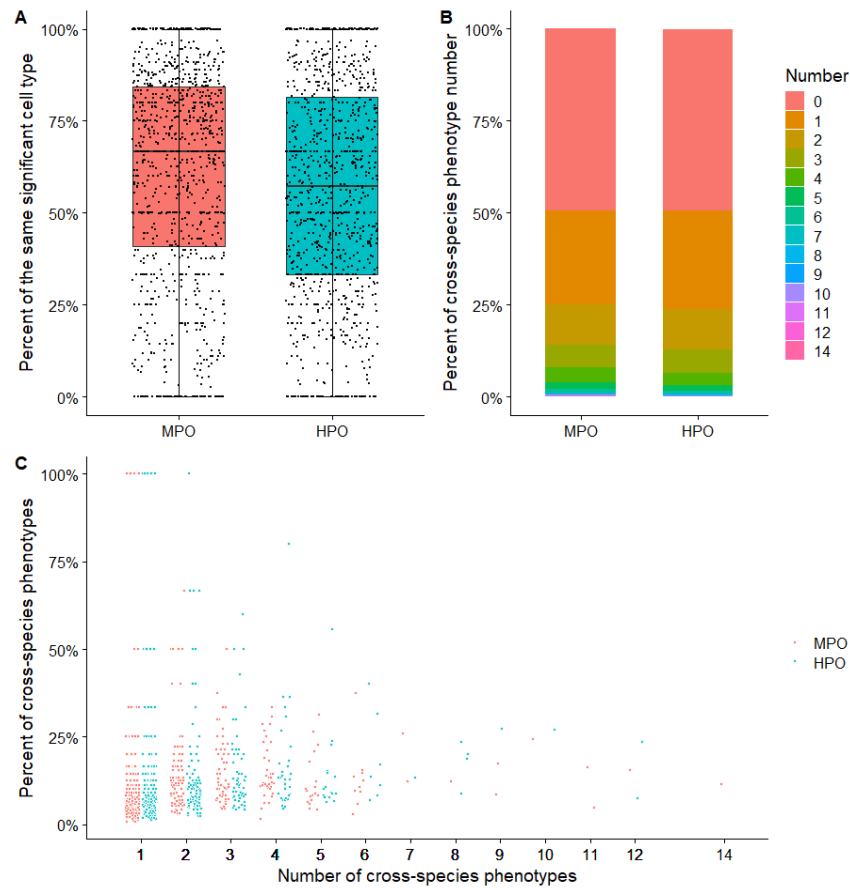 A
Percent of the same significant cell type
100%
75%
50%
25%
0%
MPO
HPO
B
Percent of cross-species phenotype number
100%
75%
50%
25%
0%
MPO
HPO
Number
0
1
2
3
4
5
6
7
8
9
10
11
12
14
C
Percent of cross-species phenotypes
100%
75%
50%
25%
0%
1 2 3 4 5 6 7 8 9 10 11 12 14
Number of cross-species phenotypes
MPO
HPO